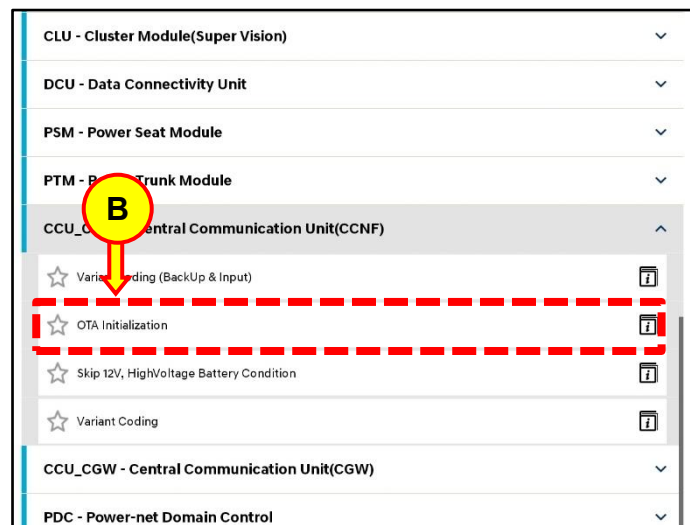 CLU - Cluster Module(Super Vision)
DCU - Data Connectivity Unit
PSM - Power Seat Module
PTM - Trunk Module
B
CCU_ entral Communication Unit(CCNF)
Varia ding (BackUp & Input)
OTA Initialization
Skip 12V, HighVoltage Battery Condition
Variant Coding
CCU_CGW - Central Communication Unit(CGW)
PDC - Power-net Domain Control